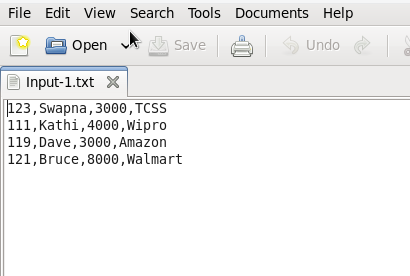 File Edit View Search Tools Documents Help
Open Save Undo
Input-1.txt
123,Swapna,3000,TCSS
111,Kathi,4000,Wipro
119,Dave,3000,Amazon
121,Bruce,8000,Walmart